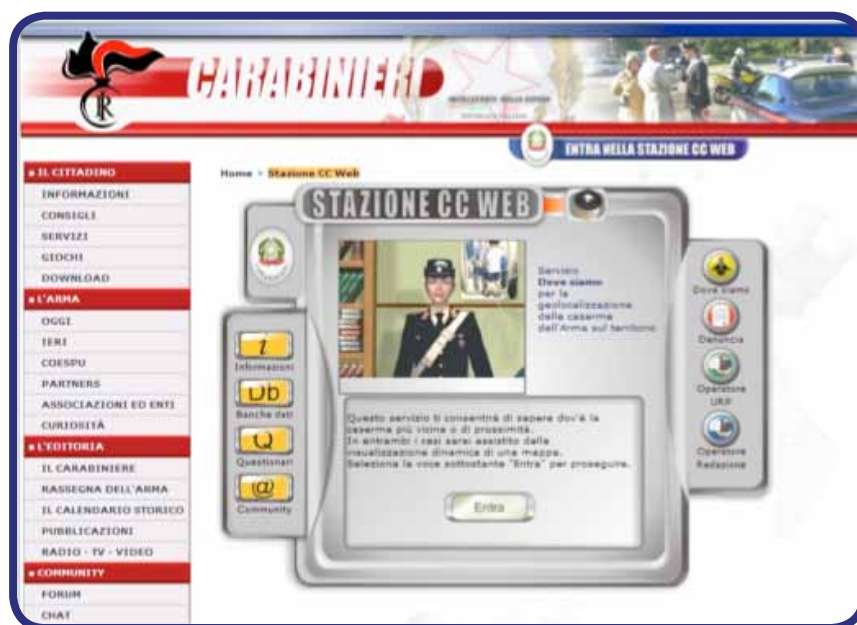 CARABINIERI
ENTRA NELLA STAZIONE CC WEB
IL CITTADINO
INFORMAZIONI
CONSIGLI
SERVIZI
GIOCHI
DOWNLOAD
L'ARMA
OGGI
IERI
COESPU
PARTNERS
ASSOCIAZIONI ED ENTI
CURIOSITÀ
L'EDITORIA
IL CARABINIERE
RASSEGNA DELL'ARMA
IL CALENDARIO STORICO
PUBBLICAZIONI
RADIO - TV - VIDEO
COMMUNITY
FORUM
CHAT
Home > Stazione CC Web
STAZIONE CC WEB
Servizio
Dove siamo
per la
geolocalizzazione
della caserma
dell'Arma sul territorio
i
Informazioni
Db
Banche dati
Q
Questionari
@
Community
Questo servizio ti consentirà di sapere dov'è la
caserma più vicina o di prossimità.
In entrambi i casi sarai assistito dalla
visualizzazione dinamica di una mappa.
Seleziona la voce sottostante "Entra" per proseguire.
Entra
Dove siamo
Denuncia
Operatore
URP
Operatore
Redazione